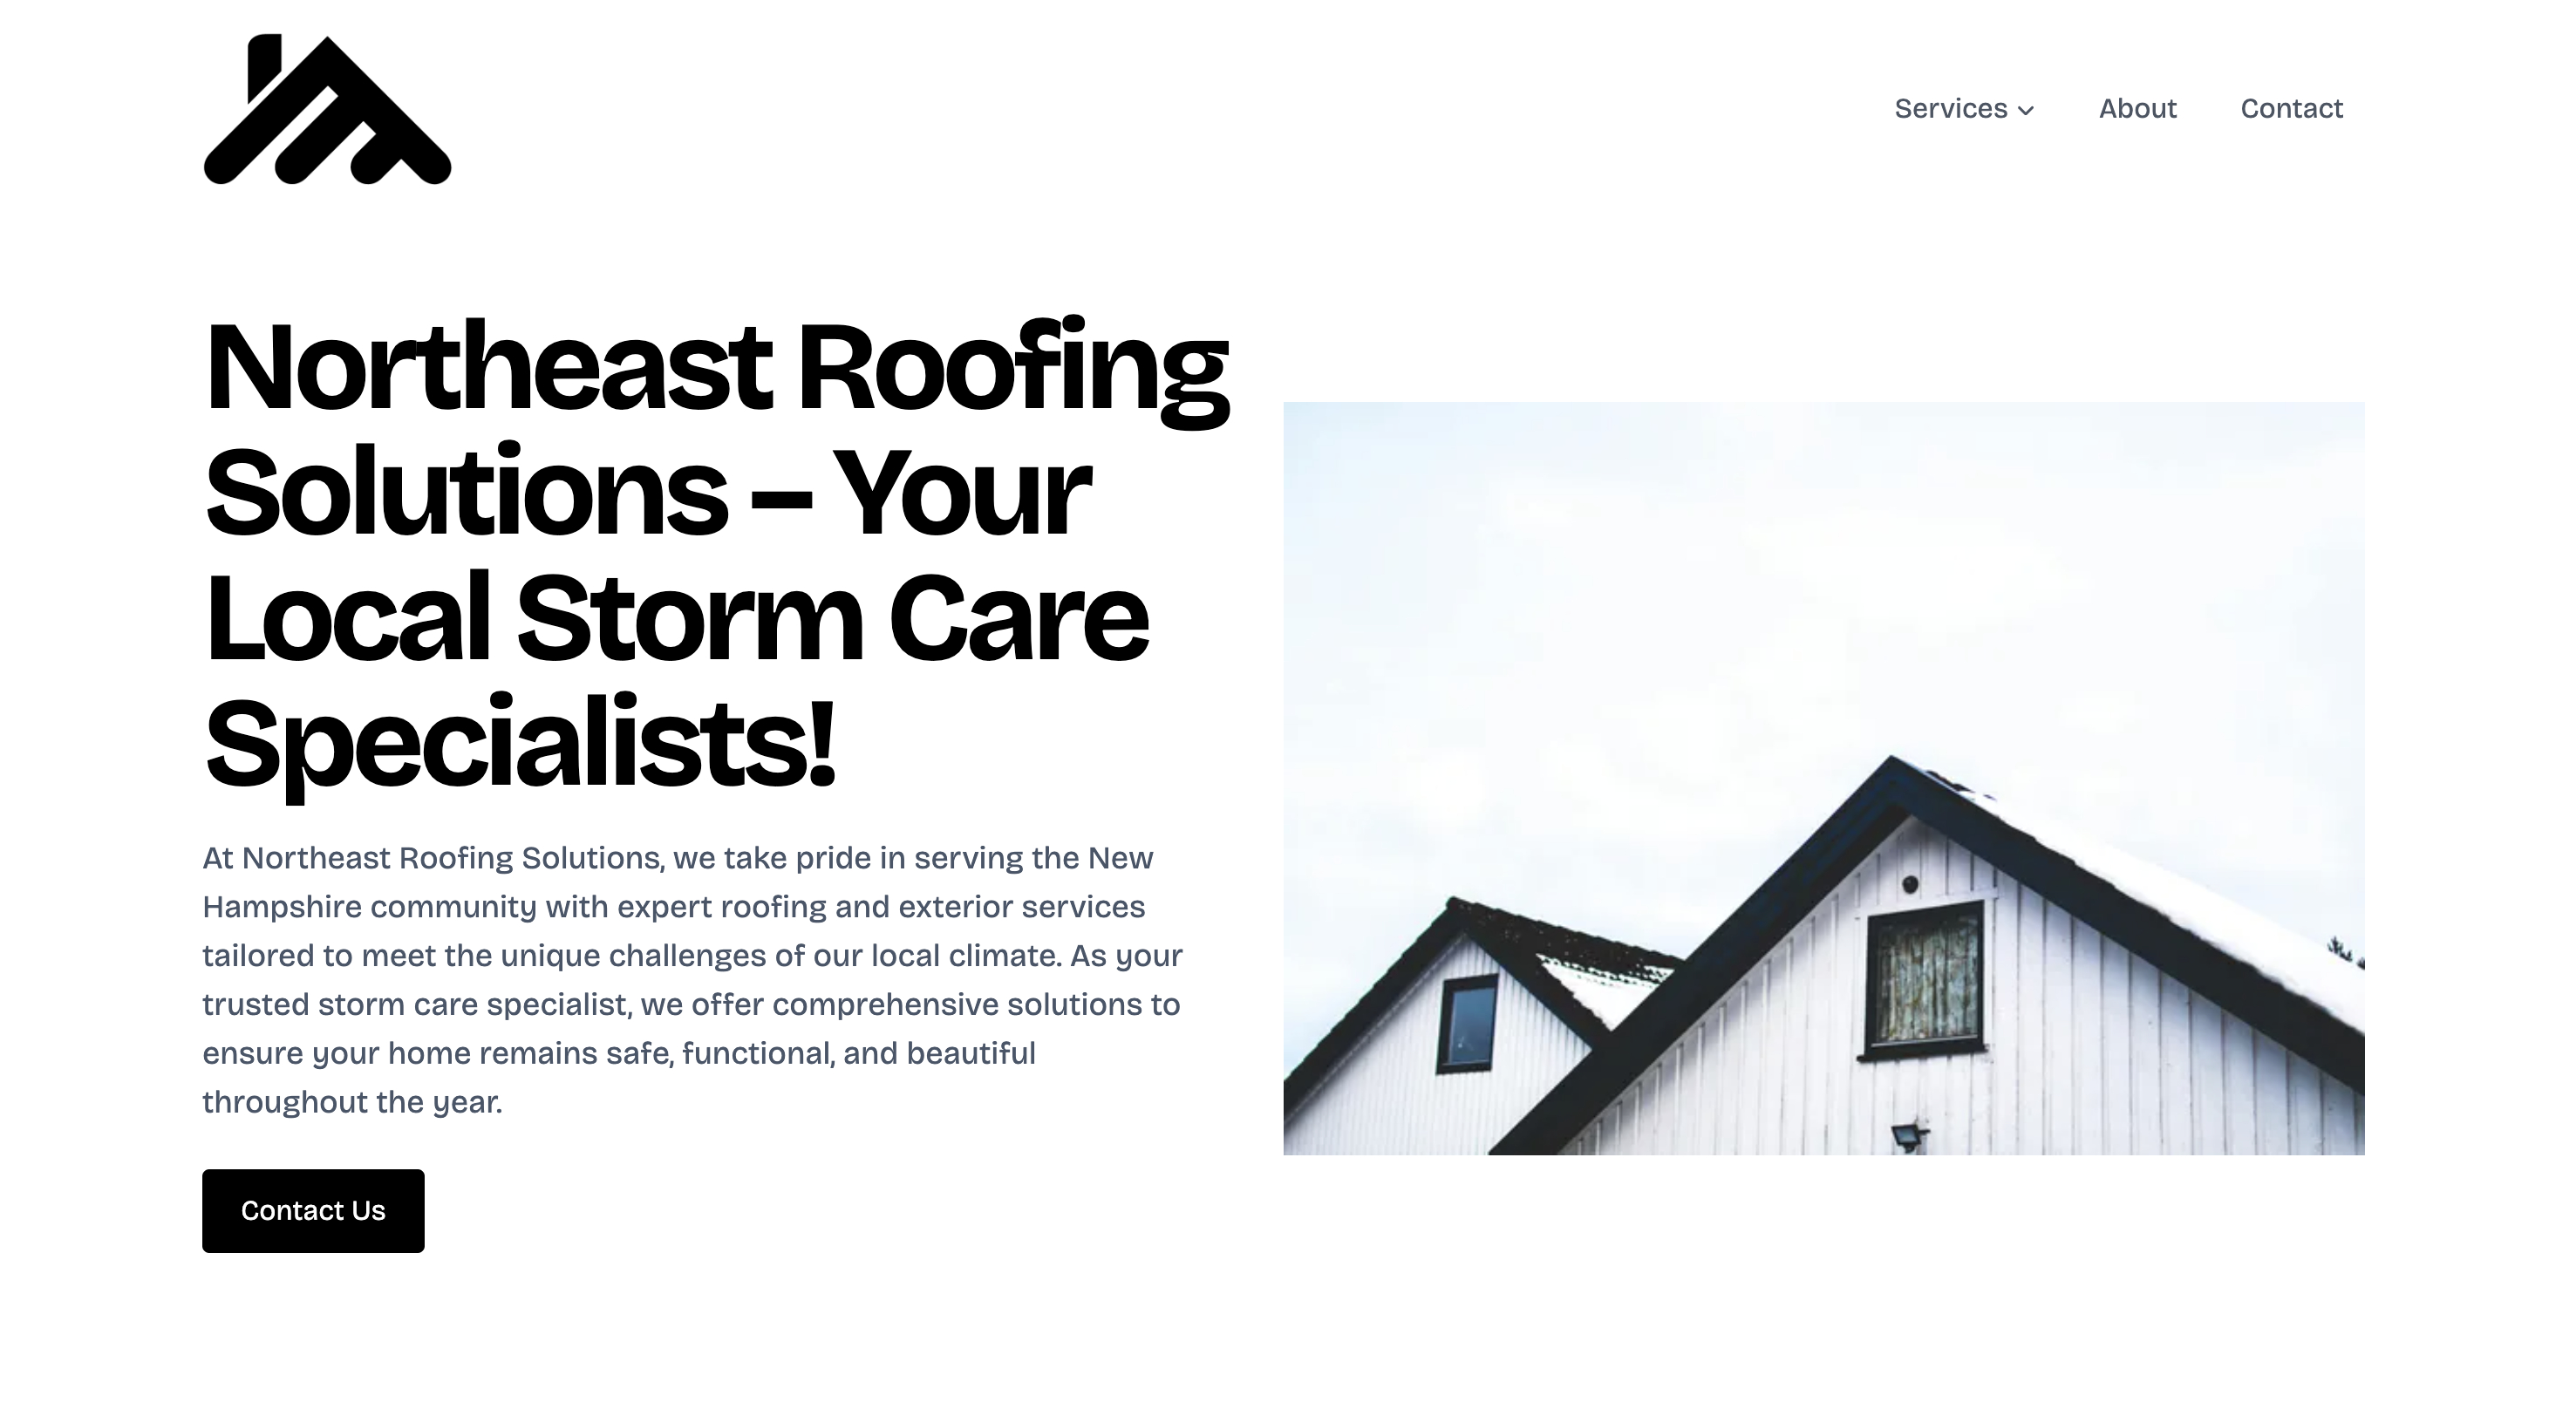 Services
About
Contact
Northeast Roofing
Solutions – Your
Local Storm Care
Specialists!
At Northeast Roofing Solutions, we take pride in serving the New
Hampshire community with expert roofing and exterior services
tailored to meet the unique challenges of our local climate. As your
trusted storm care specialist, we offer comprehensive solutions to
ensure your home remains safe, functional, and beautiful
throughout the year.
Contact Us